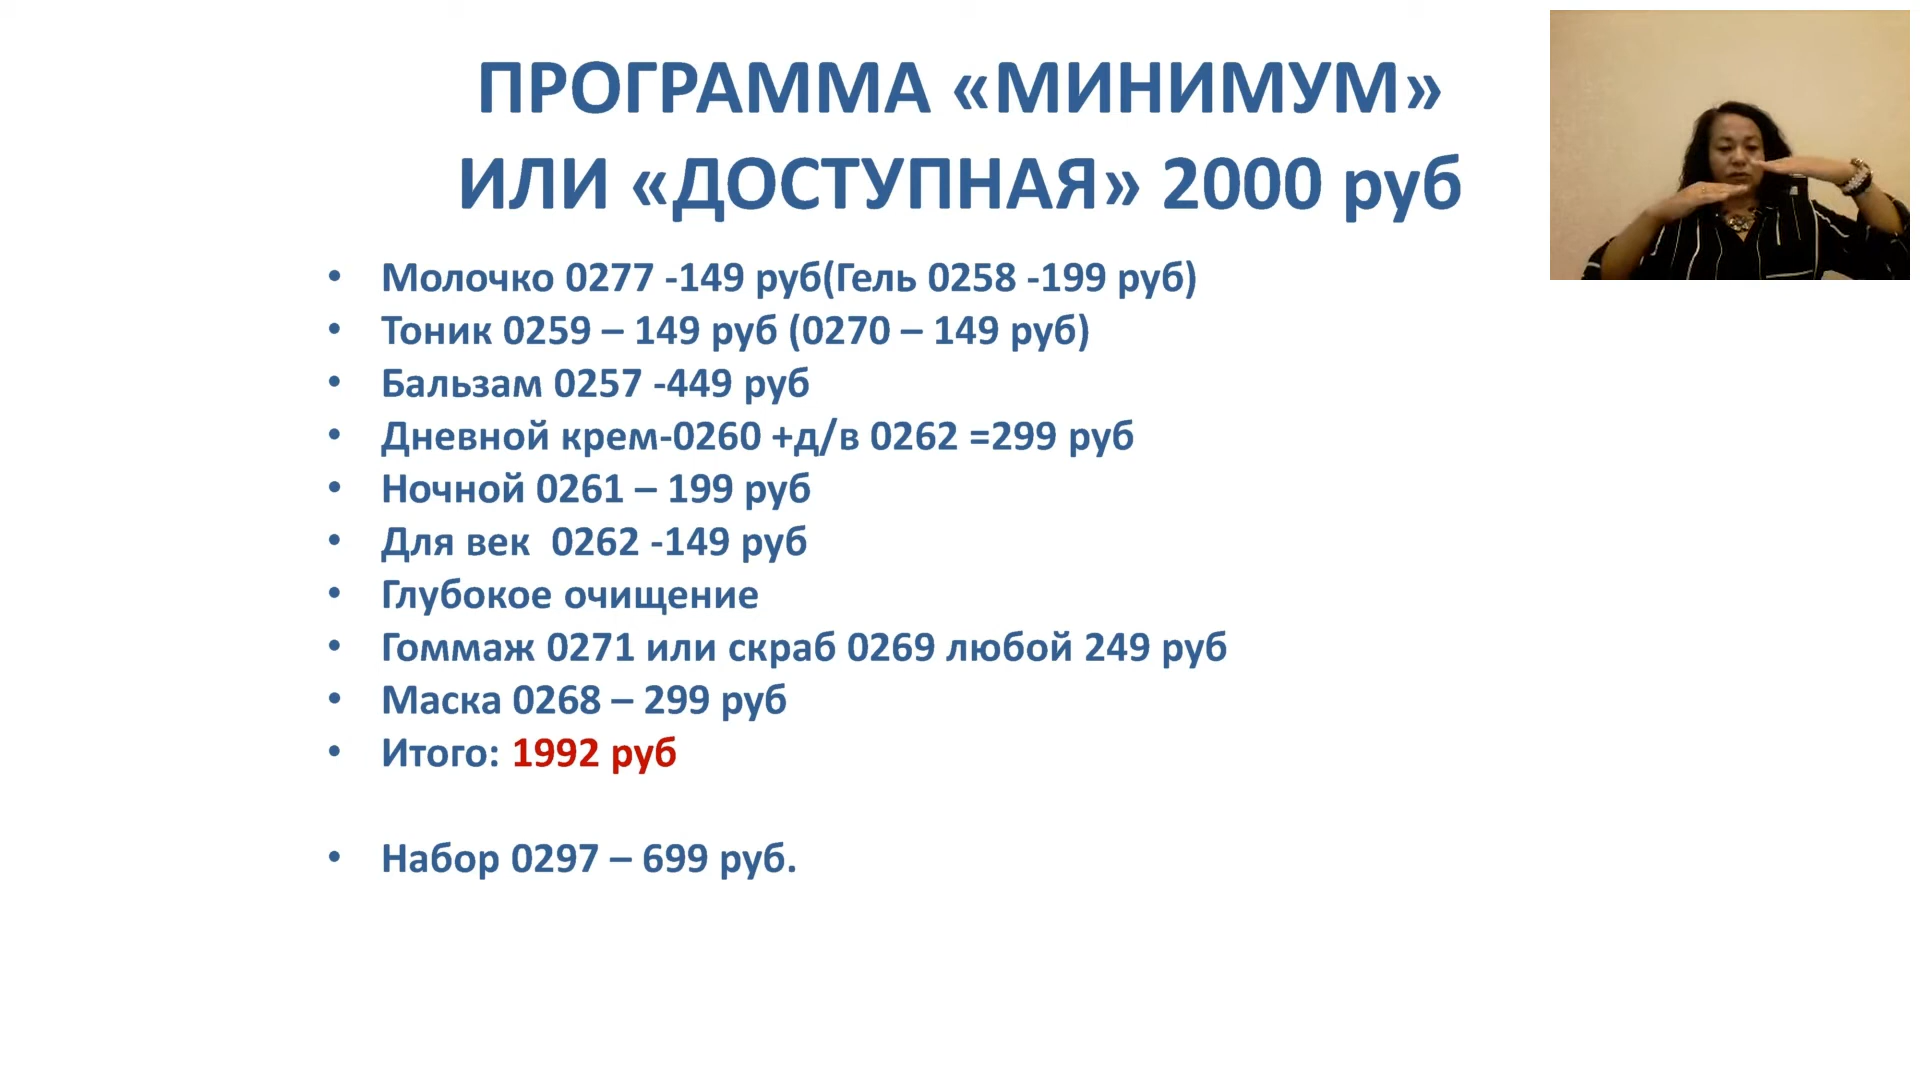 ПРОГРАММА «МИНИМУМ»
ИЛИ «ДОСТУПНАЯ» 2000 руб
• Молочко 0277 -149 руб(Гель 0258 -199 руб)
• Тоник 0259 – 149 руб (0270 – 149 руб)
• Бальзам 0257 -449 руб
• Дневной крем-0260 +д/в 0262 =299 руб
• Ночной 0261 – 199 руб
• Для век  0262 -149 руб
• Глубокое очищение
• Гоммаж 0271 или скраб 0269 любой 249 руб
• Маска 0268 – 299 руб
• Итого: 1992 руб
• Набор 0297 – 699 руб.